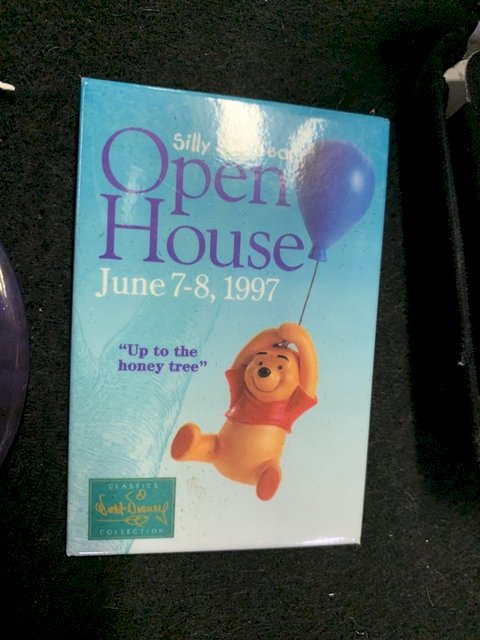 Silly
Open
House
June 7-8, 1997
“Up to the
honey tree”
CLASSICS
Walt Disney
COLLECTION